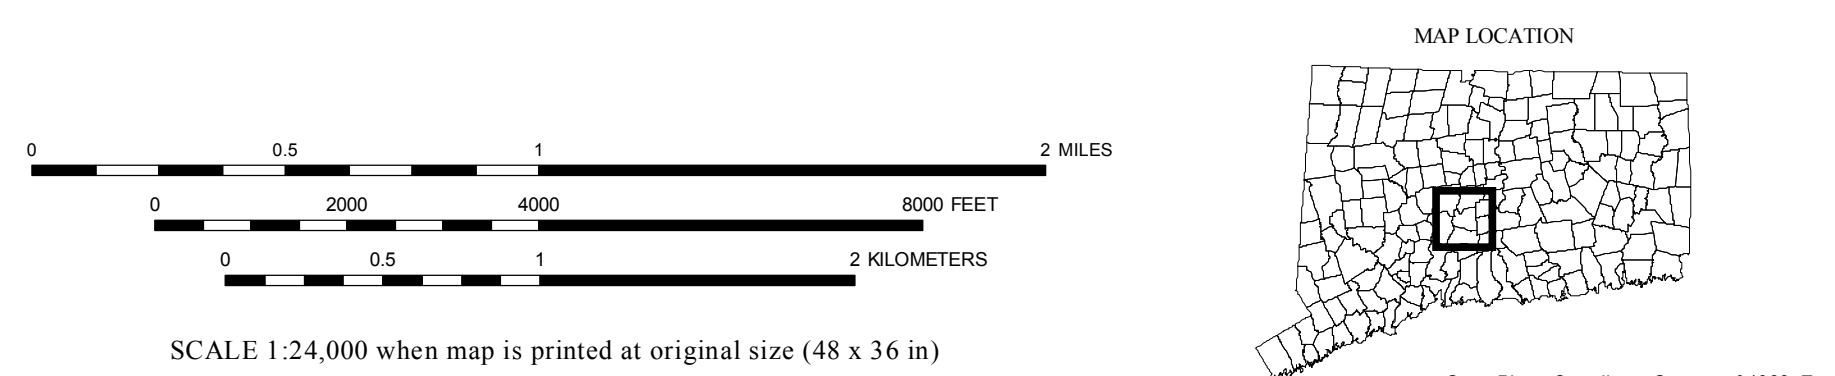 MAP LOCATION
0 0.5 1 2 MILES
0 2000 4000 8000 FEET
0 0.5 1 2 KILOMETERS
SCALE 1:24,000 when map is printed at original size (48 x 36 in)